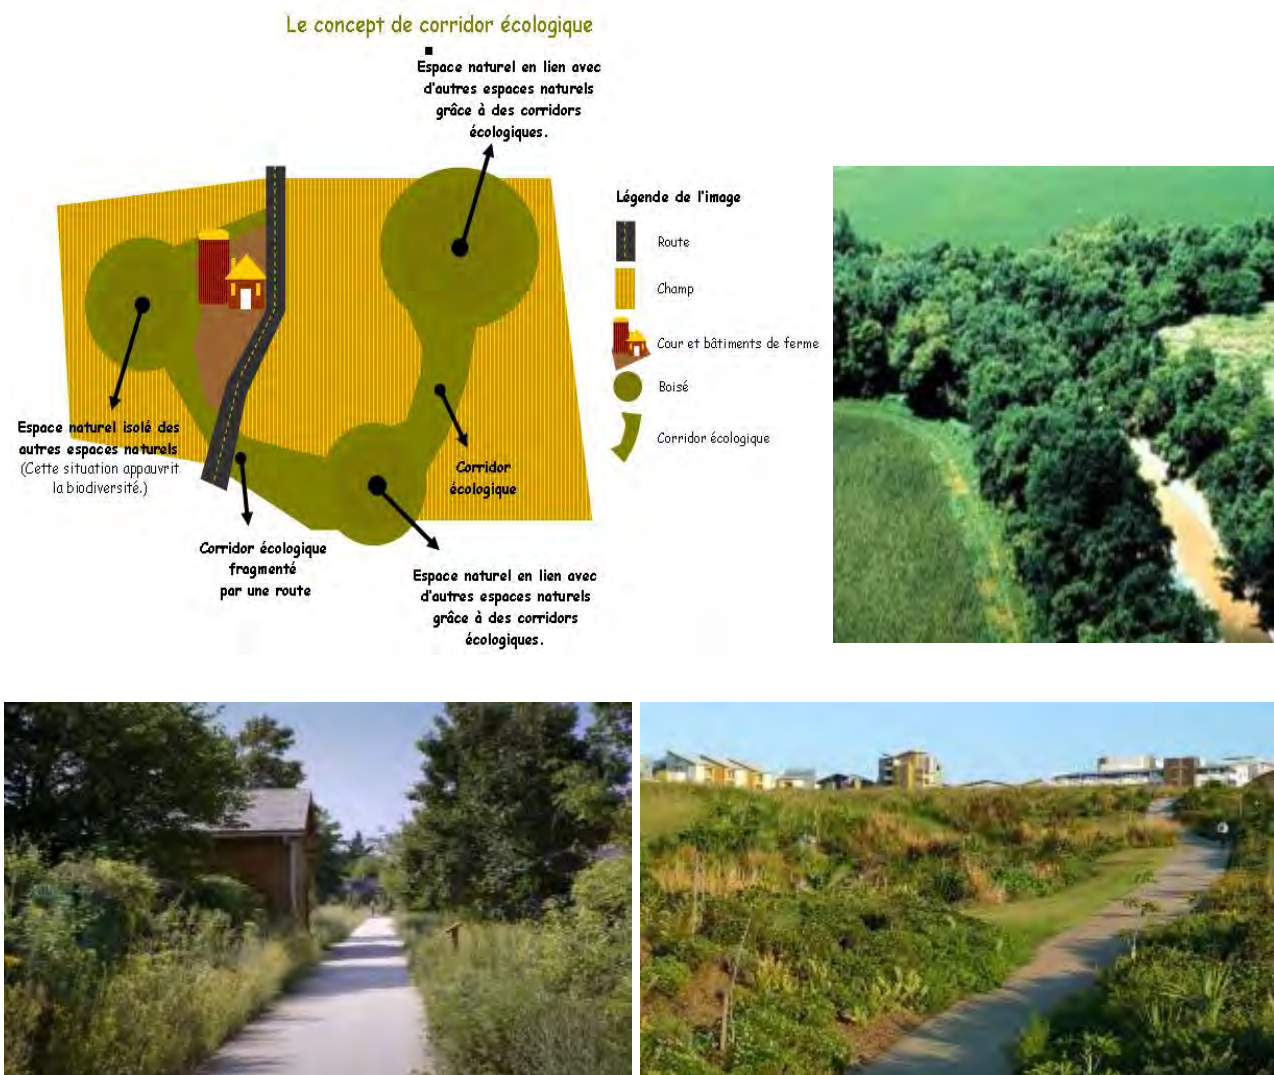 Le concept de corridor écologique
Espace naturel en lien avec
d'autres espaces naturels
grâce à des corridors
écologiques.
Légende de l'image
Route
Champ
Cour et bâtiments de ferme
Boisé
Corridor écologique
Espace naturel isolé des
autres espaces naturels
(Cette situation appauvrit
la biodiversité.)
Corridor
écologique
Corridor écologique
fragmenté
par une route
Espace naturel en lien avec
d'autres espaces naturels
grâce à des corridors
écologiques.